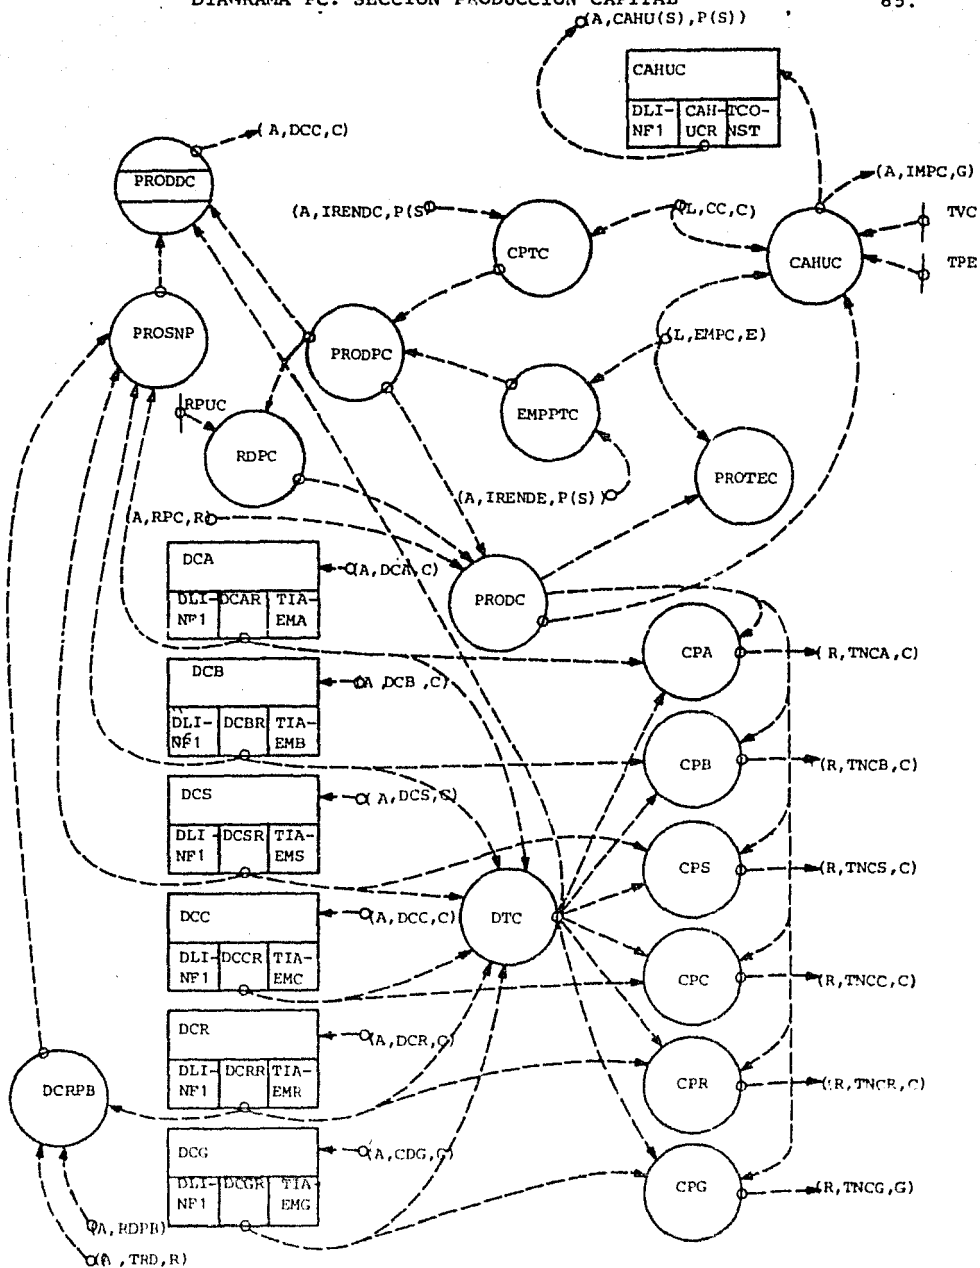 DIAGRAMA PC. SECCION PRODUCCION CAPITAL 85.
(A,CAHU(S),P(S))
CAHUC
DLI- CAH- TCO-
NF1 UCR NST
(A,DCC,C)
PRODDC
(A,IMPC,G)
(A,IRENDC,P(S)
(L,CC,C)
TVC
CPTC
CAHUC
TPE
PROSNP
PRODPC
(L,EMPC,E)
RPUC
EMPPTC
RDPC
PROTEC
(A,IRENDE,P(S))
(A,RPC,R)
DCA
(A,DCA,C)
DLI- DCAR TIA-
NF1 EMA
PRODC
CPA
(R,TNCA,C)
DCB
(A,DCB,C)
DLI- DCBR TIA-
NF1 EMB
CPB
(R,TNCB,C)
DCS
(A,DCS,C)
DLI- DCSR TIA-
NF1 EMS
CPS
(R,TNCS,C)
DCC
(A,DCC,C)
DTC
DLI- DCCR TIA-
NF1 EMC
CPC
(R,TNCC,C)
DCR
(A,DCR,C)
DLI- DCRR TIA-
NF1 EMR
DCRPB
CPR
(R,TNCR,C)
DCG
(A,CDG,G)
DLI- DCGR TIA-
NF1 EMG
CPG
(R,TNCG,G)
(A,RDPB)
(A,TRD,R)